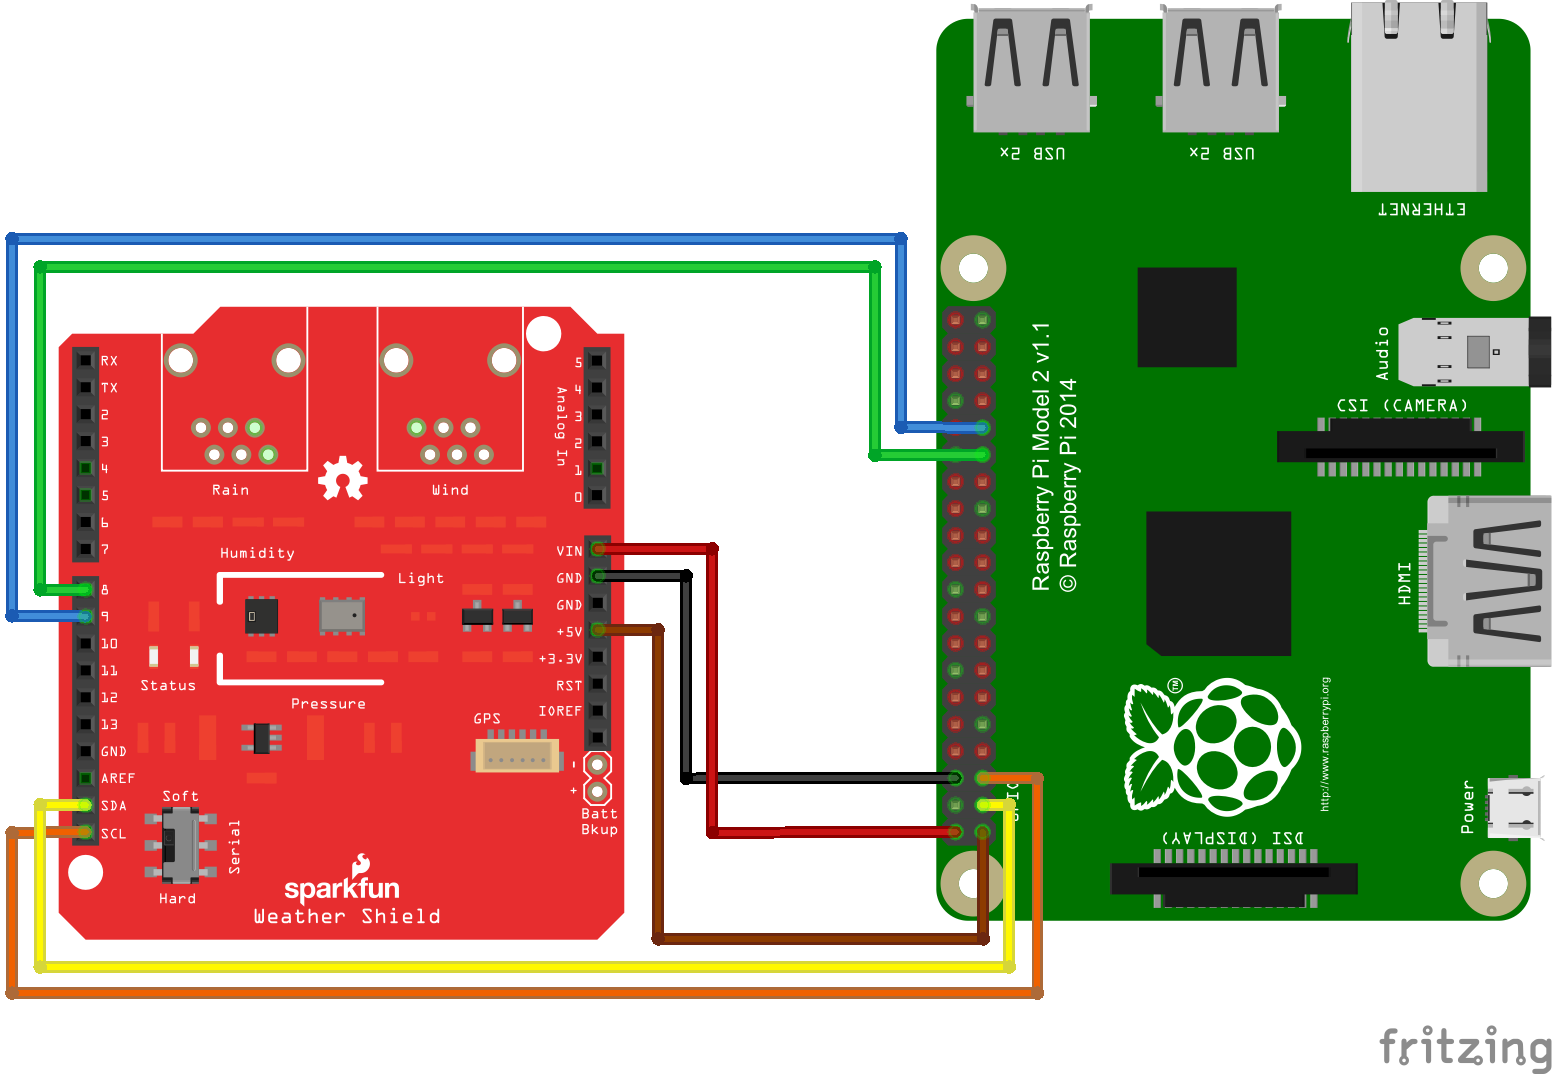 RX
TX
2
3
4
5
6
7
8
9
10
11
12
13
GND
AREF
SDA
SCL
Rain
Wind
Analog In
5
4
3
2
1
0
Humidity
Light
Status
Pressure
VIN
GND
GND
+5V
+3.3V
RST
IOREF
GPS
-
+
Batt
Bkup
Soft
Serial
Hard
sparkfun
Weather Shield
USB 2x
USB 2x
ETHERNET
Raspberry Pi Model 2 v1.1
© Raspberry Pi 2014
Audio
CSI (CAMERA)
HDMI
TM
http://www.raspberrypi.org
GPIO
Power
DSI (DISPLAY)
fritzing